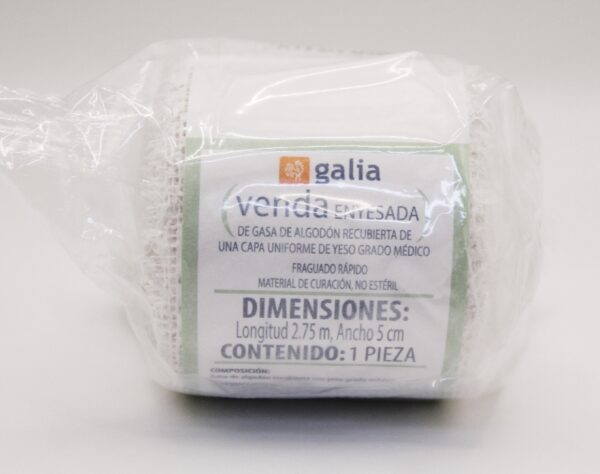 galia
venda ENYESADA
DE GASA DE ALGODÓN RECUBIERTA DE
UNA CAPA UNIFORME DE YESO GRADO MÉDICO
FRAGUADO RÁPIDO
MATERIAL DE CURACIÓN, NO ESTÉRIL
DIMENSIONES:
Longitud 2.75 m, Ancho 5 cm
CONTENIDO: 1 PIEZA
COMPOSICIÓN: